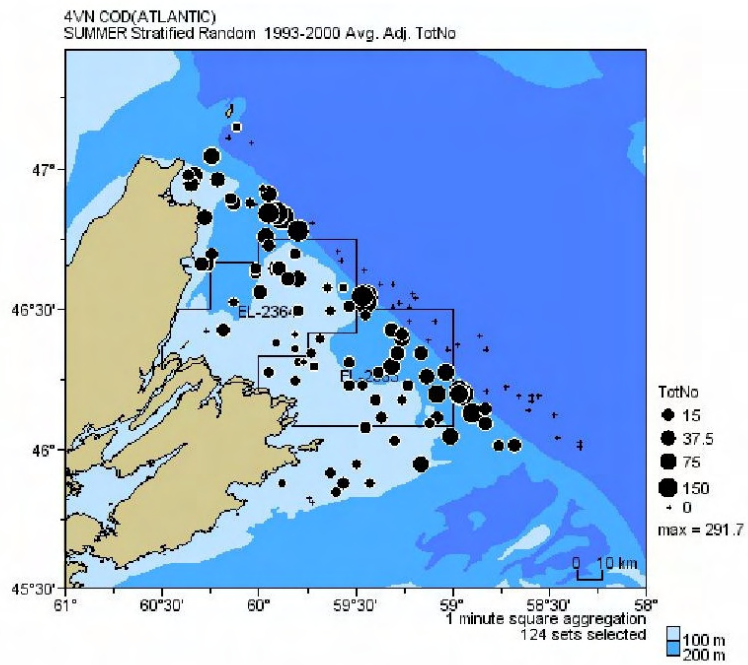 4VN COD(ATLANTIC)
SUMMER Stratified Random 1993-2000 Avg. Adj. TotNo
47°
46°30'
46°
45°30'
61°
60°30'
60°
59°30'
59°
58°30'
58°
EL-2364
TotNo
15
37.5
75
150
0
max = 291.7
0 10 km
1 minute square aggregation
124 sets selected
100 m
200 m